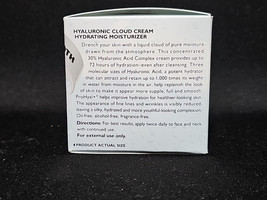 HYALURONIC CLOUD CREAM
HYDRATING MOISTURIZER
Drench your skin with a liquid cloud of pure moisture
drawn from the atmosphere. This concentrated
30% Hyaluronic Acid Complex cream provides up to
72 hours of hydration–even after cleansing. Three
molecular sizes of Hyaluronic Acid, a potent hydrator
that can attract and retain up to 1,000 times its weight
in water from moisture in the air, help replenish the look
of skin to make it appear more supple, full and smooth.
ProHyal+™ helps improve hydration for healthier-looking skin.
The appearance of fine lines and wrinkles is visibly reduced,
leaving a silky, hydrated and more youthful-looking complexion.
Oil-free, alcohol-free, fragrance-free.
Directions: For best results, apply twice daily to face and neck
with continued use.
For external use only.
PRODUCT ACTUAL SIZE